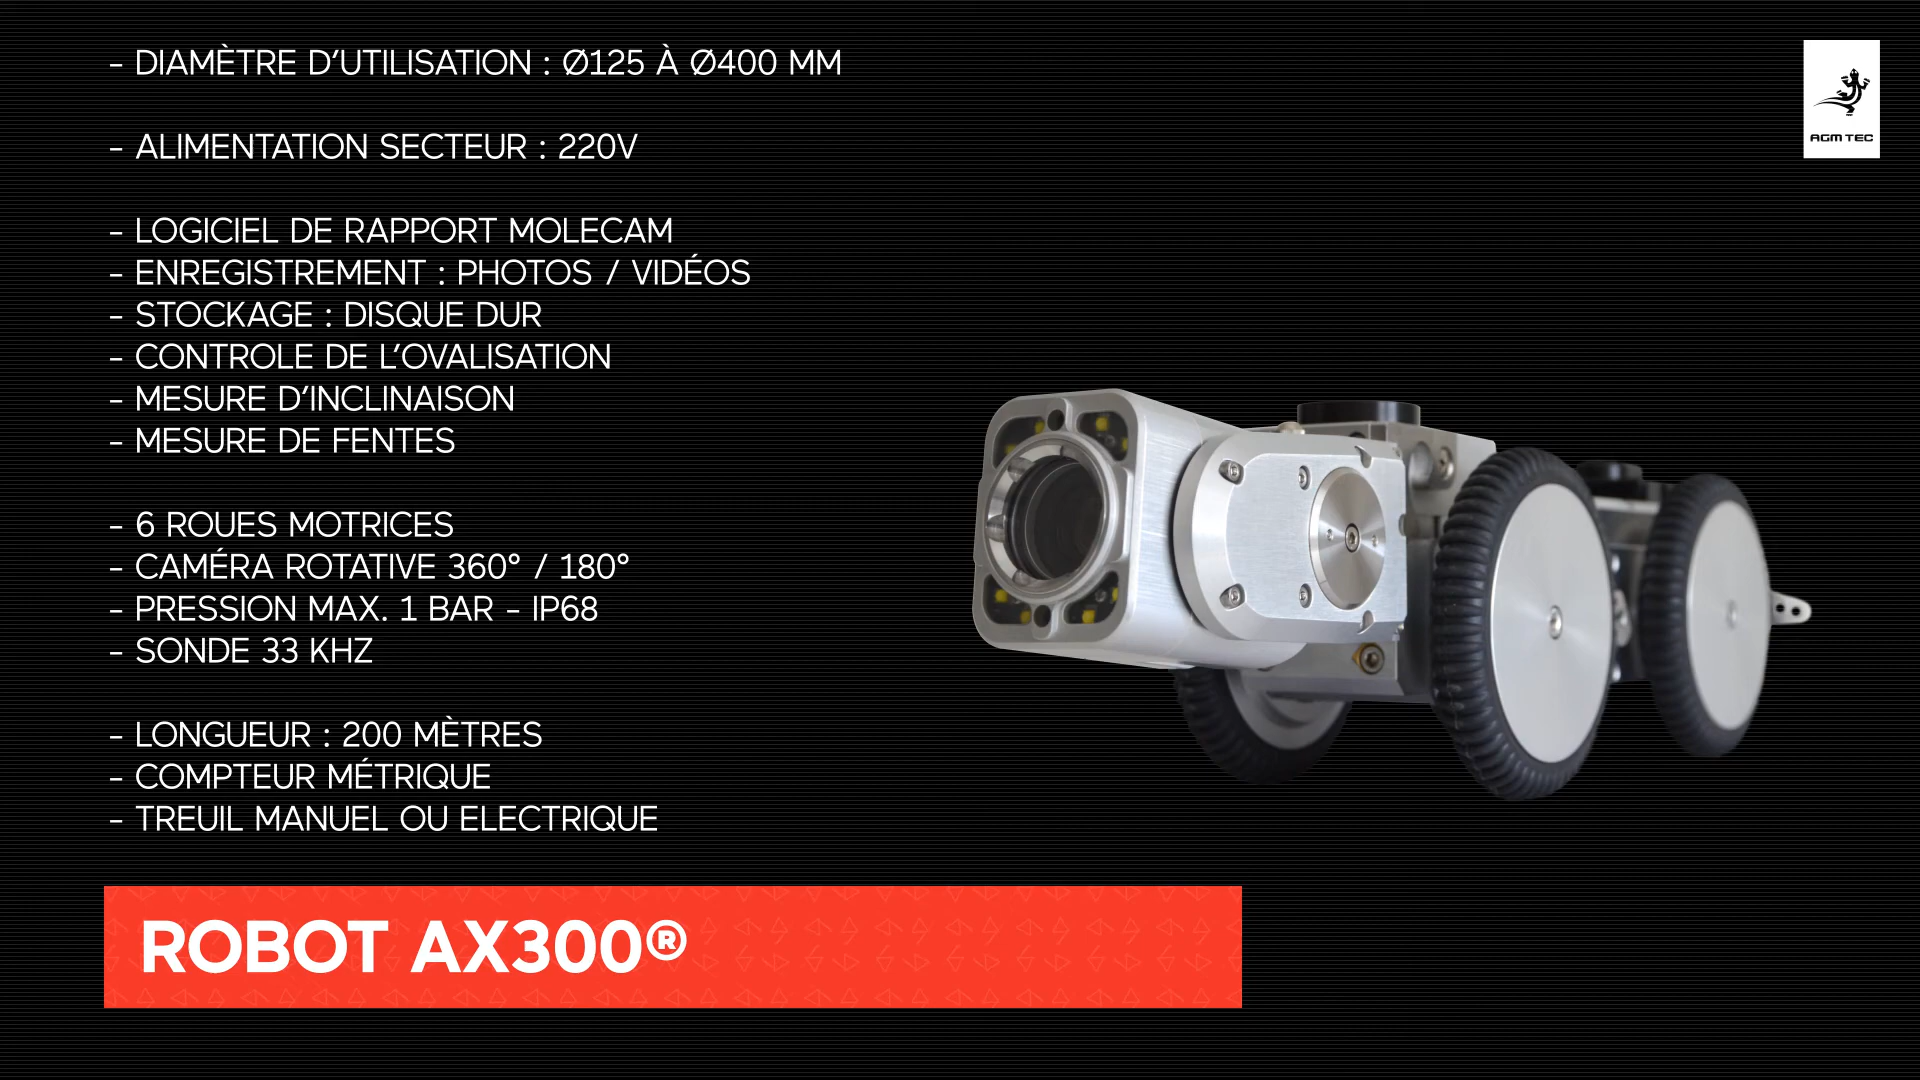 - DIAMÈTRE D'UTILISATION : Ø125 À Ø400 MM
- ALIMENTATION SECTEUR : 220V
- LOGICIEL DE RAPPORT MOLECAM
- ENREGISTREMENT : PHOTOS / VIDÉOS
- STOCKAGE : DISQUE DUR
- CONTROLE DE L'OVALISATION
- MESURE D'INCLINAISON
- MESURE DE FENTES
- 6 ROUES MOTRICES
- CAMÉRA ROTATIVE 360° / 180°
- PRESSION MAX. 1 BAR - IP68
- SONDE 33 KHZ
- LONGUEUR : 200 MÈTRES
- COMPTEUR MÉTRIQUE
- TREUIL MANUEL OU ELECTRIQUE
ROBOT AX300®
AGM TEC